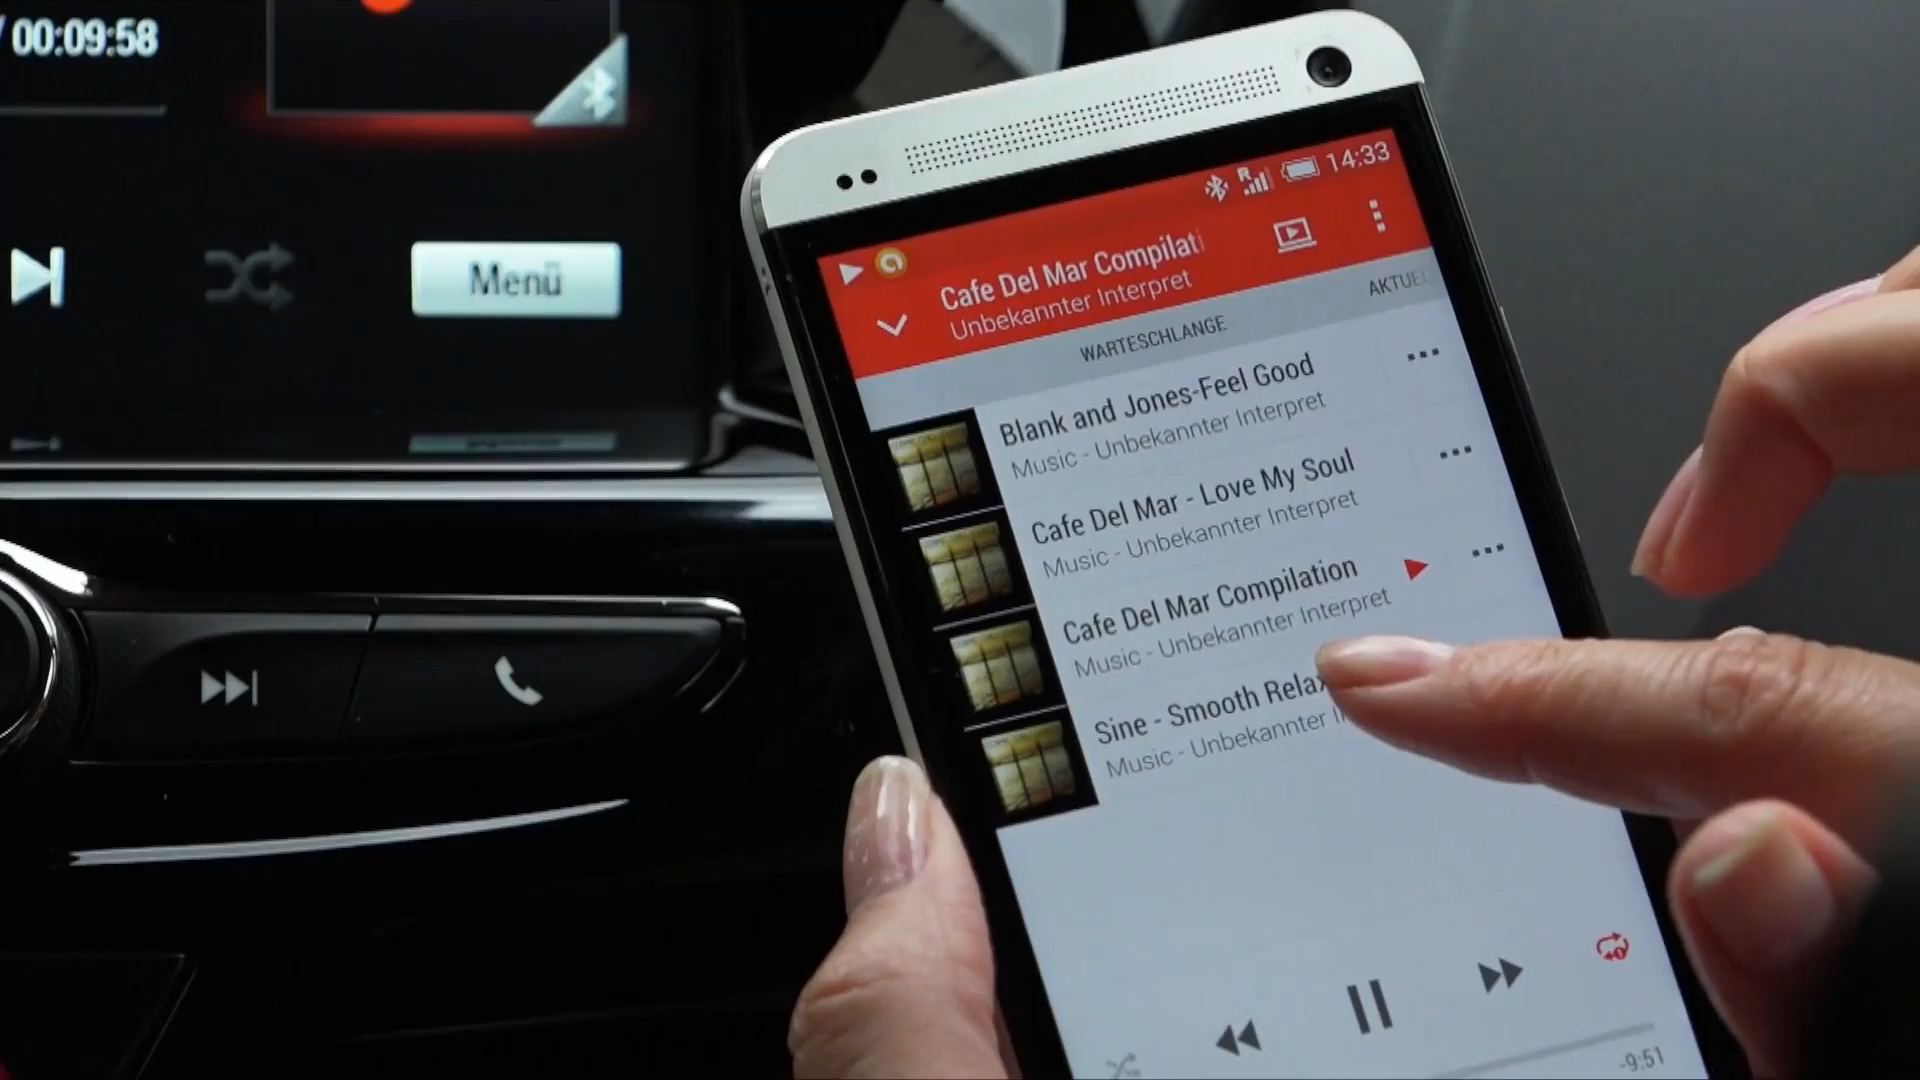 / 00:09:58
Menü
R
14:33
Cafe Del Mar Compilati
Unbekannter Interpret
WARTESCHLANGE
AKTUEL
Blank and Jones-Feel Good
Music - Unbekannter Interpret
Cafe Del Mar - Love My Soul
Music - Unbekannter Interpret
Cafe Del Mar Compilation
Music - Unbekannter Interpret
Sine - Smooth Relax
Music - Unbekannter I
-9:51